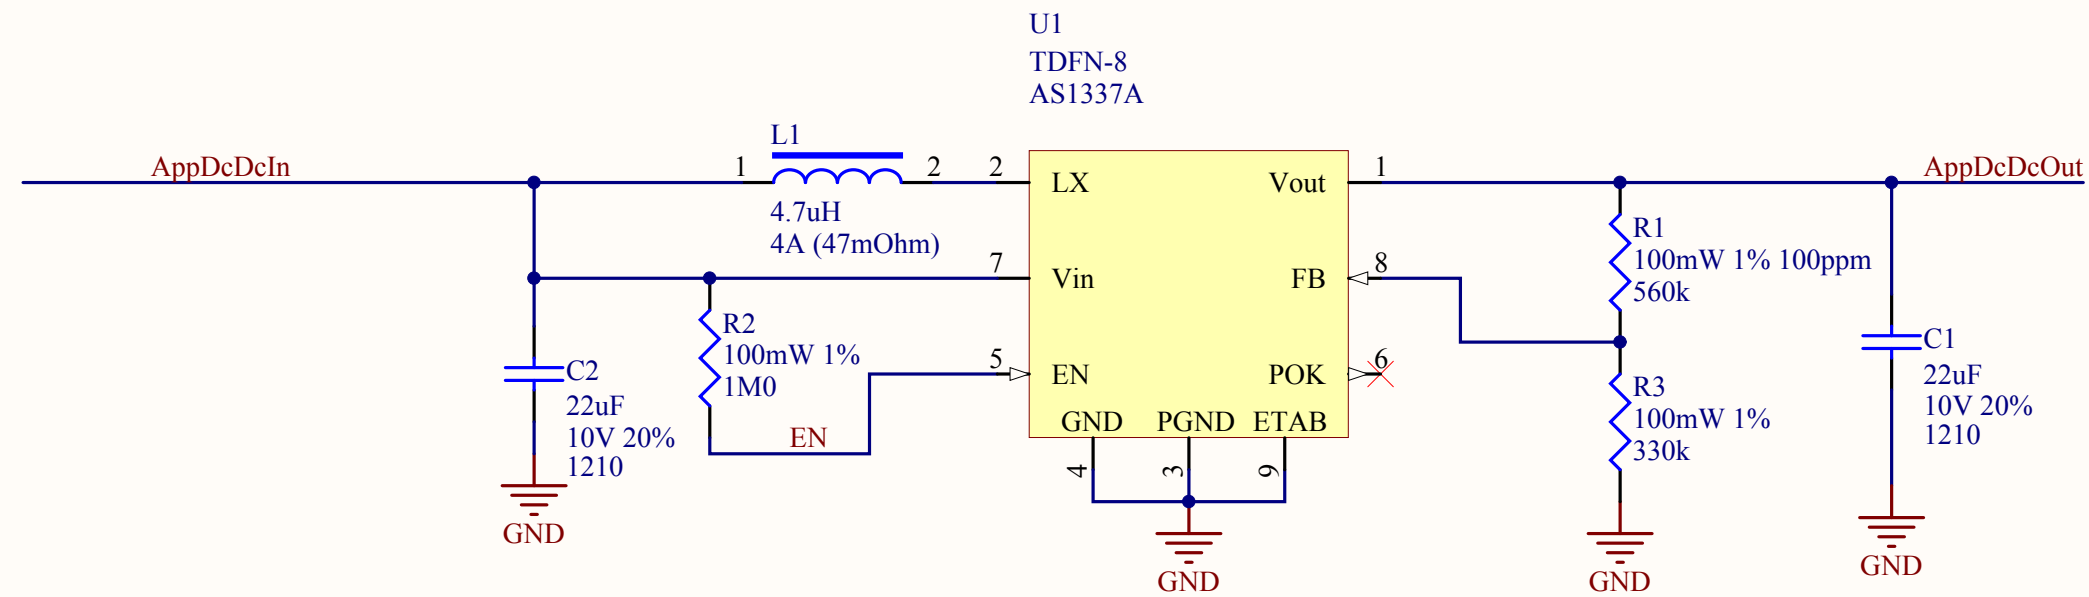 U1
TDFN-8
AS1337A
AppDcDcIn
L1
1
2
2
LX
Vout
1
AppDcDcOut
4.7uH
4A (47mOhm)
R1
100mW 1% 100ppm
560k
7
Vin
FB
8
R2
100mW 1%
1M0
5
EN
POK
6
C2
22uF
10V 20%
1210
C1
22uF
10V 20%
1210
R3
100mW 1%
330k
EN
GND
PGND
ETAB
4
3
9
GND
GND
GND
GND